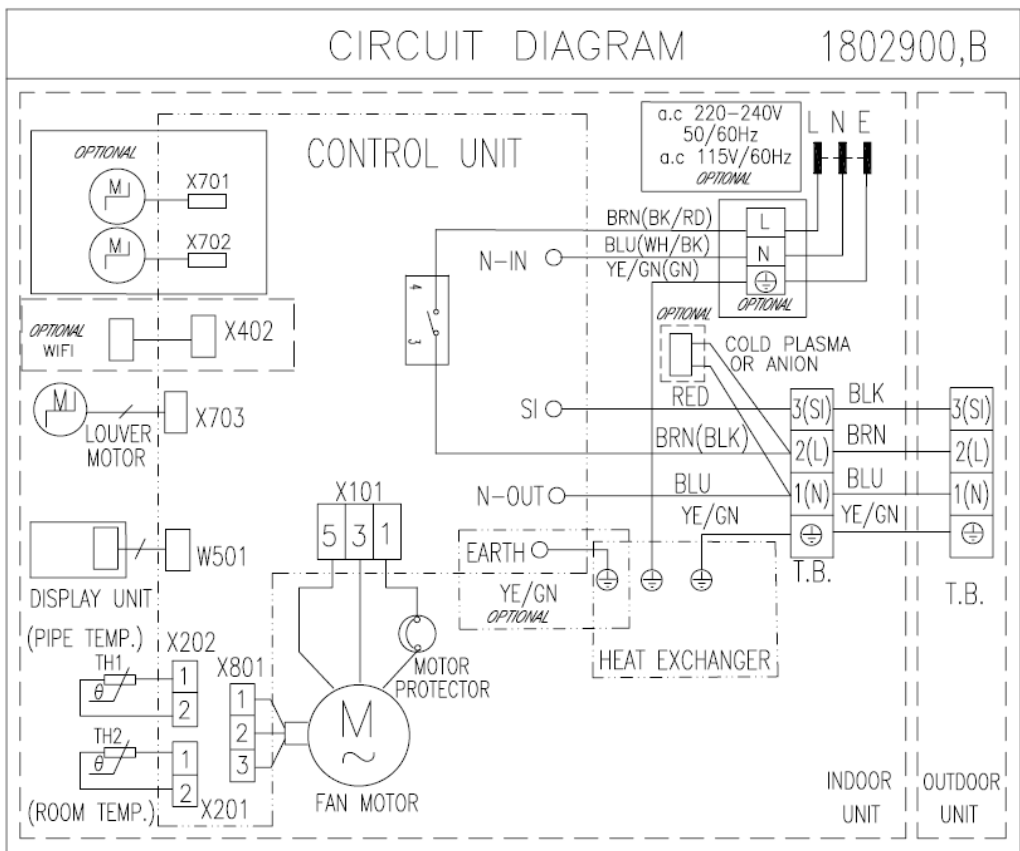 CIRCUIT DIAGRAM 1802900,B
a.c 220-240V
50/60Hz
a.c 115V/60Hz
OPTIONAL
L N E
CONTROL UNIT
OPTIONAL
M
X701
M
X702
OPTIONAL
WIFI
X402
M
LOUVER
MOTOR
X703
DISPLAY UNIT
W501
(PIPE TEMP.)
TH1
θ
X202
1
2
TH2
θ
1
2
X201
(ROOM TEMP.)
X801
1
2
3
X101
5 3 1
MOTOR
PROTECTOR
M
~
FAN MOTOR
4
3
N-IN
BRN(BK/RD)
BLU(WH/BK)
YE/GN(GN)
L
N
OPTIONAL
OPTIONAL
COLD PLASMA
OR ANION
SI
RED
BRN(BLK)
N-OUT
BLU
YE/GN
EARTH
YE/GN
OPTIONAL
HEAT EXCHANGER
3(SI)
2(L)
1(N)
T.B.
BLK
BRN
BLU
YE/GN
3(SI)
2(L)
1(N)
T.B.
INDOOR
UNIT
OUTDOOR
UNIT